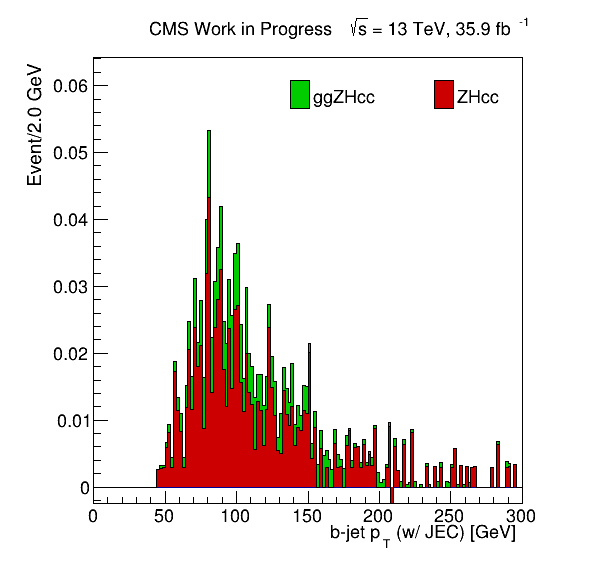 CMS Work in Progress √s = 13 TeV, 35.9 fb -1
Event/2.0 GeV
ggZHcc ZHcc
0.06
0.05
0.04
0.03
0.02
0.01
0
0 50 100 150 200 250 300
b-jet p_T (w/ JEC) [GeV]